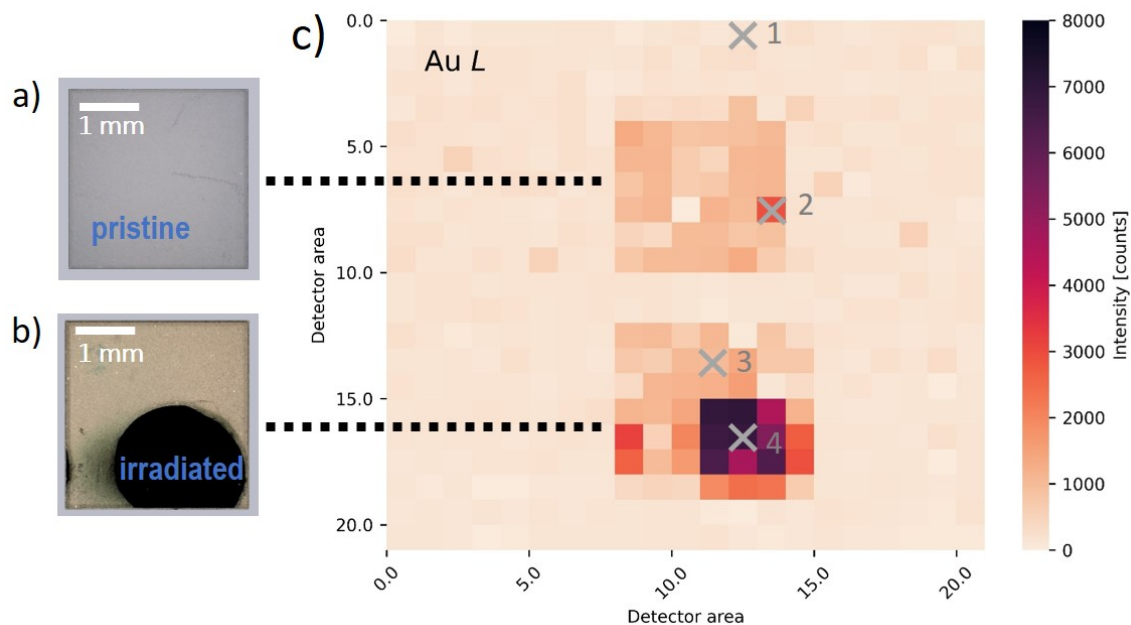 a)
1 mm
pristine
b)
1 mm
irradiated
c)
Au L
1
2
3
4
0.0
5.0
10.0
15.0
20.0
Detector area
0.0
5.0
10.0
15.0
20.0
Detector area
8000
7000
6000
5000
4000
3000
2000
1000
0
Intensity [counts]